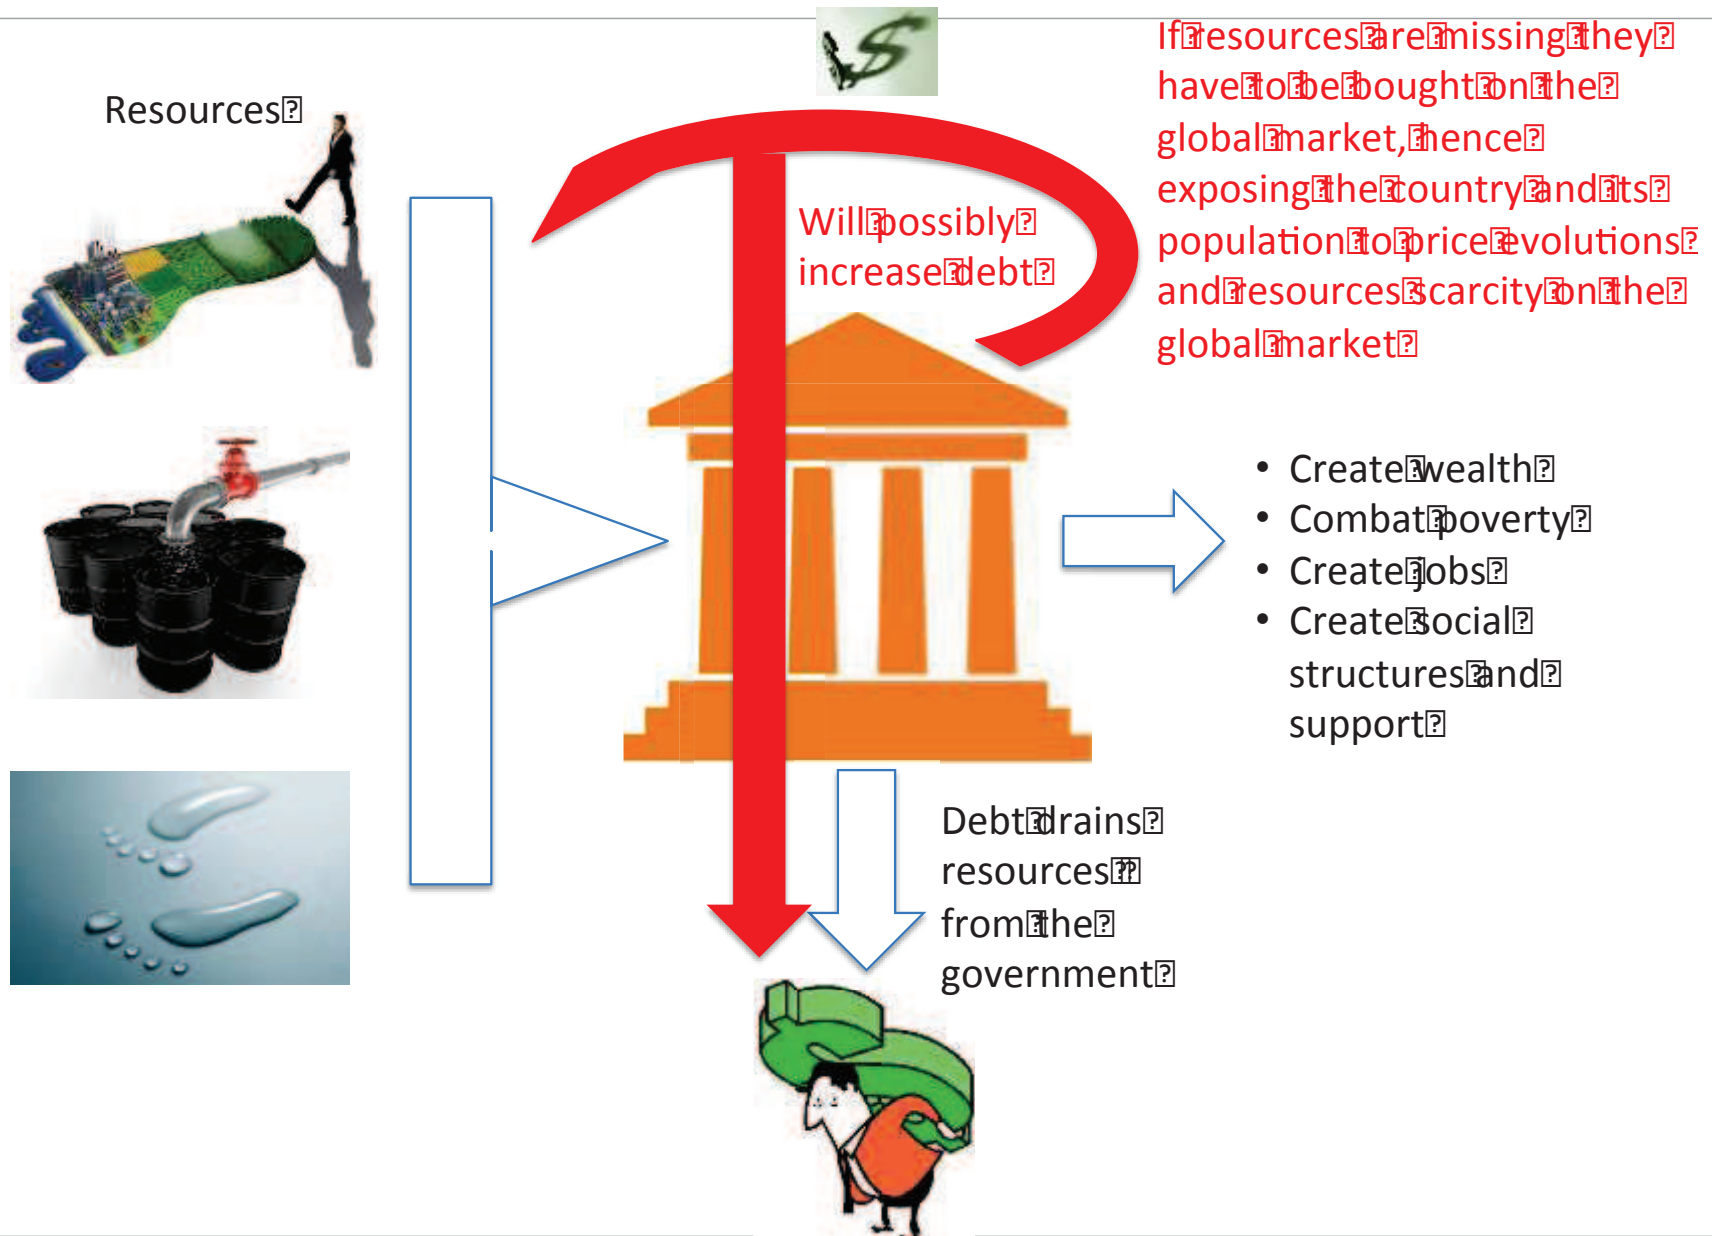 Resources
If resources are missing they
have to be bought on the
global market, hence
exposing the country and its
population to price evolutions
and resources scarcity on the
global market
Will possibly
increase debt
• Create wealth
• Combat poverty
• Create jobs
• Create social
structures and
support
Debt drains
resources
from the
government